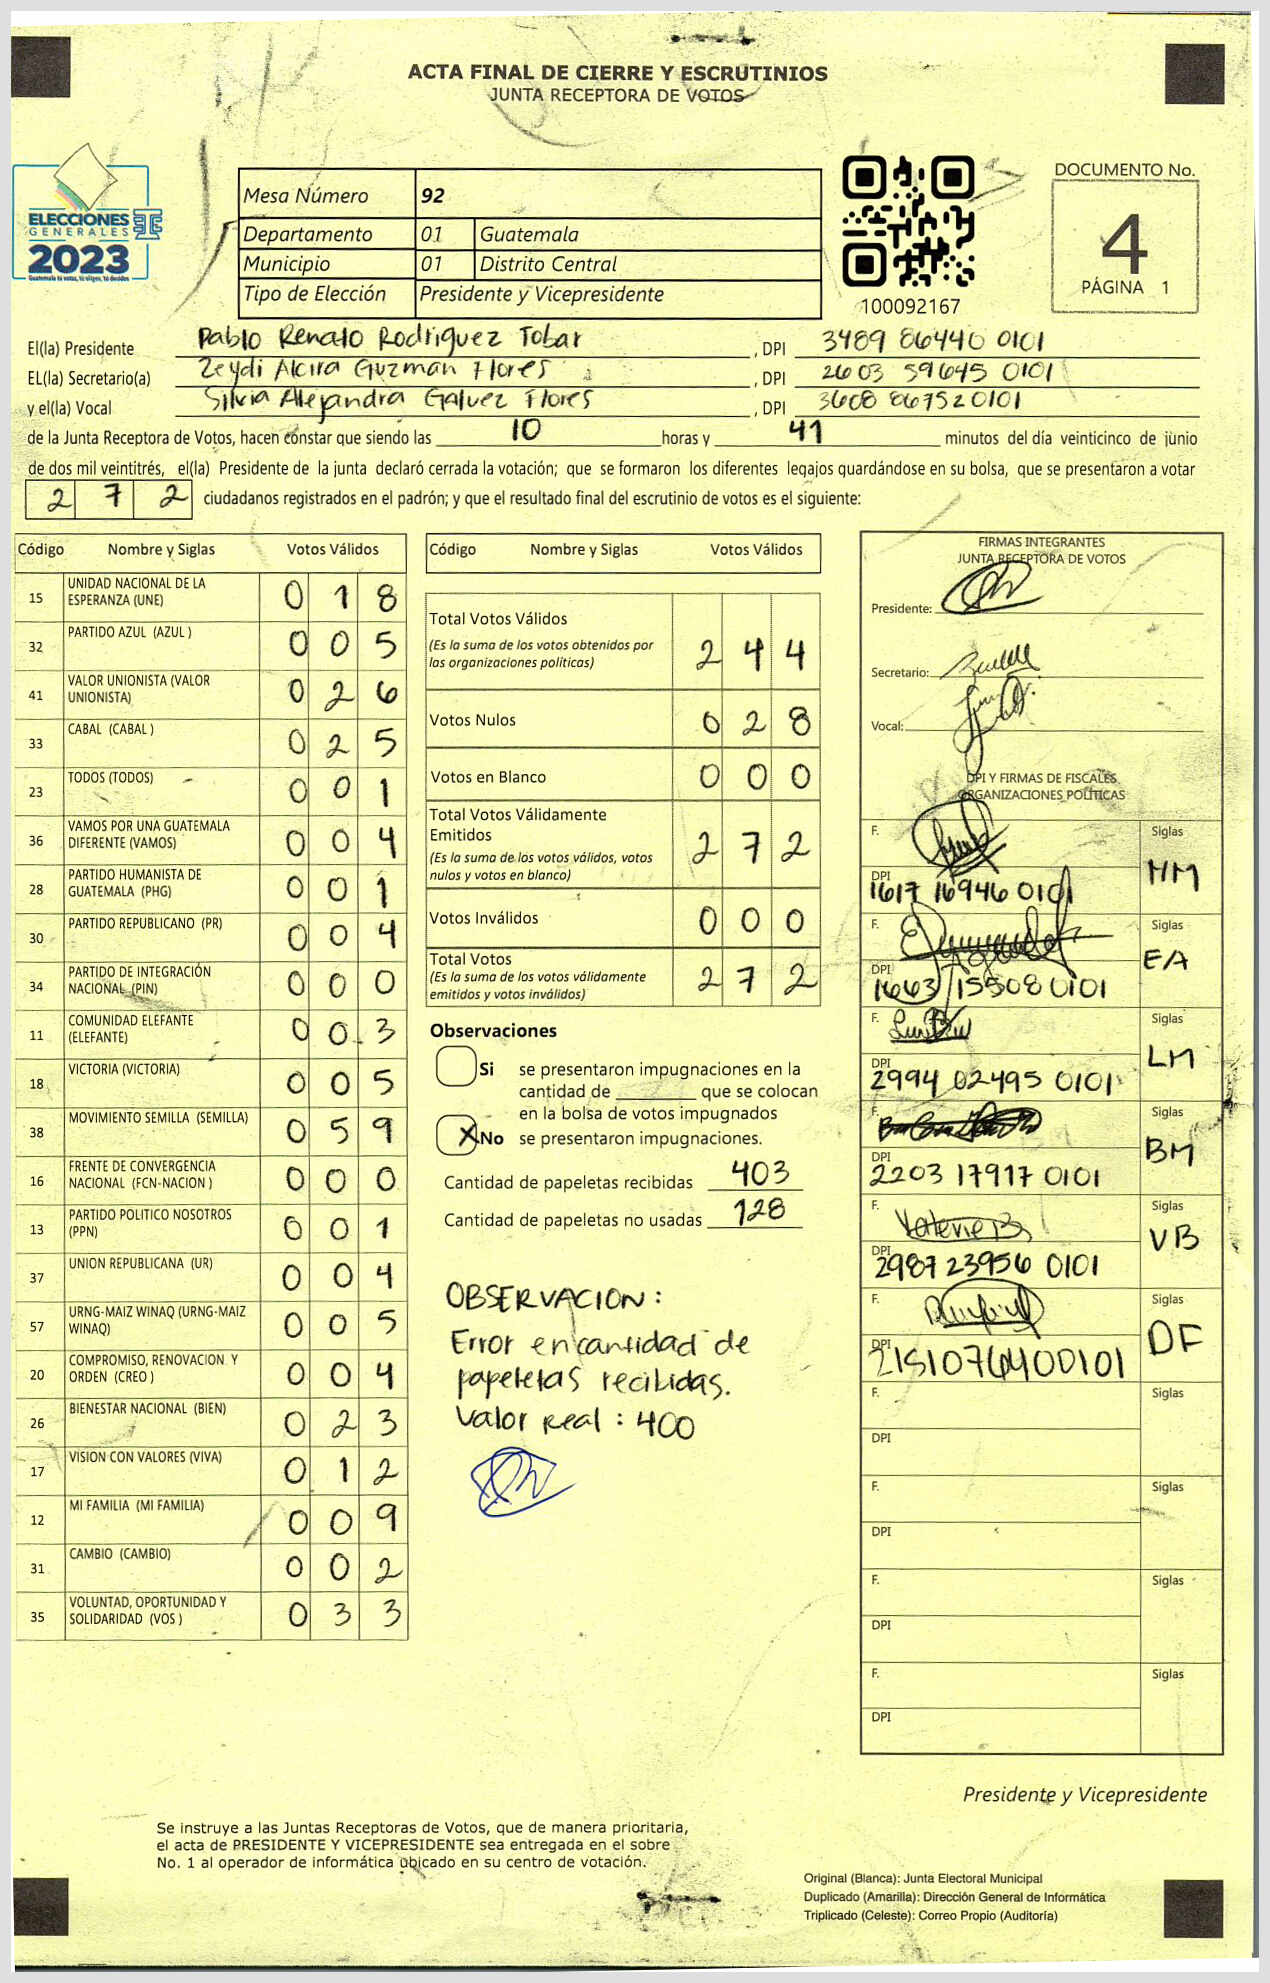 ACTA FINAL DE CIERRE Y ESCRUTINIOS
JUNTA RECEPTORA DE VOTOS
ELECCIONES
GENERALES
2023
Guatemala tú votas, tú eliges, tú decides
Mesa Número 92
Departamento 01 Guatemala
Municipio 01 Distrito Central
Tipo de Elección Presidente y Vicepresidente
100092167
DOCUMENTO No.
4
PÁGINA 1
El(la) Presidente Pablo Renato Rodriguez Tobar , DPI 3489 86440 0101
EL(la) Secretario(a) Zeydi Alcira Guzman Flores , DPI 2603 59645 0101
y el(la) Vocal Silvia Alejandra Galvez Flores , DPI 3608 86752 0101
de la Junta Receptora de Votos, hacen constar que siendo las 10 horas y 41 minutos del día veinticinco de junio
de dos mil veintitrés, el(la) Presidente de la junta declaró cerrada la votación; que se formaron los diferentes legajos guardándose en su bolsa, que se presentaron a votar
2 7 2 ciudadanos registrados en el padrón; y que el resultado final del escrutinio de votos es el siguiente:
Código Nombre y Siglas Votos Válidos
15 UNIDAD NACIONAL DE LA ESPERANZA (UNE) 0 1 8
32 PARTIDO AZUL (AZUL ) 0 0 5
41 VALOR UNIONISTA (VALOR UNIONISTA) 0 2 6
33 CABAL (CABAL ) 0 2 5
23 TODOS (TODOS) 0 0 1
36 VAMOS POR UNA GUATEMALA DIFERENTE (VAMOS) 0 0 4
28 PARTIDO HUMANISTA DE GUATEMALA (PHG) 0 0 1
30 PARTIDO REPUBLICANO (PR) 0 0 4
34 PARTIDO DE INTEGRACIÓN NACIONAL (PIN) 0 0 0
11 COMUNIDAD ELEFANTE (ELEFANTE) 0 0 3
18 VICTORIA (VICTORIA) 0 0 5
38 MOVIMIENTO SEMILLA (SEMILLA) 0 5 9
16 FRENTE DE CONVERGENCIA NACIONAL (FCN-NACION ) 0 0 0
13 PARTIDO POLITICO NOSOTROS (PPN) 0 0 1
37 UNION REPUBLICANA (UR) 0 0 4
57 URNG-MAIZ WINAQ (URNG-MAIZ WINAQ) 0 0 5
20 COMPROMISO, RENOVACION Y ORDEN (CREO ) 0 0 4
26 BIENESTAR NACIONAL (BIEN) 0 2 3
17 VISION CON VALORES (VIVA) 0 1 2
12 MI FAMILIA (MI FAMILIA) 0 0 9
31 CAMBIO (CAMBIO) 0 0 2
35 VOLUNTAD, OPORTUNIDAD Y SOLIDARIDAD (VOS ) 0 3 3
Código Nombre y Siglas Votos Válidos
Total Votos Válidos
(Es la suma de los votos obtenidos por las organizaciones políticas) 2 4 4
Votos Nulos 0 2 8
Votos en Blanco 0 0 0
Total Votos Válidamente Emitidos
(Es la suma de los votos válidos, votos nulos y votos en blanco) 2 7 2
Votos Inválidos 0 0 0
Total Votos
(Es la suma de los votos válidamente emitidos y votos inválidos) 2 7 2
Observaciones
Si se presentaron impugnaciones en la
cantidad de ________ que se colocan
en la bolsa de votos impugnados
X No se presentaron impugnaciones.
Cantidad de papeletas recibidas 403
Cantidad de papeletas no usadas 128
OBSERVACION:
Error en cantidad de
papeletas recibidas.
Valor real : 400
FIRMAS INTEGRANTES
JUNTA RECEPTORA DE VOTOS
Presidente:
Secretario:
Vocal:
DPI Y FIRMAS DE FISCALES
ORGANIZACIONES POLÍTICAS
F. Siglas
DPI 1617 16946 0101 HM
F. Siglas
DPI 1663 15508 0101 EA
F. Siglas
DPI 2994 02495 0101 LM
F. Siglas
DPI 2203 17917 0101 BM
F. Valerie B. Siglas
DPI 2987 23956 0101 VB
F. Siglas
DPI 2151076400101 DF
F. Siglas
DPI
F. Siglas
DPI
F. Siglas
DPI
F. Siglas
DPI
Presidente y Vicepresidente
Se instruye a las Juntas Receptoras de Votos, que de manera prioritaria,
el acta de PRESIDENTE Y VICEPRESIDENTE sea entregada en el sobre
No. 1 al operador de informática ubicado en su centro de votación.
Original (Blanca): Junta Electoral Municipal
Duplicado (Amarilla): Dirección General de Informática
Triplicado (Celeste): Correo Propio (Auditoría)